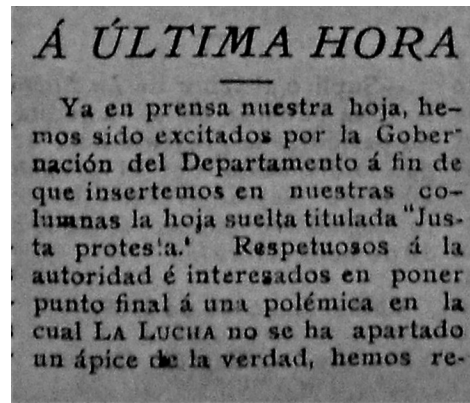 Á ÚLTIMA HORA
Ya en prensa nuestra hoja, he-
mos sido excitados por la Gober-
nación del Departamento á fin de
que insertemos en nuestras co-
lumnas la hoja suelta titulada "Jus-
ta protesta.' Respetuosos á la
autoridad é interesados en poner
punto final á una polémica en la
cual LA LUCHA no se ha apartado
un ápice de la verdad, hemos re-